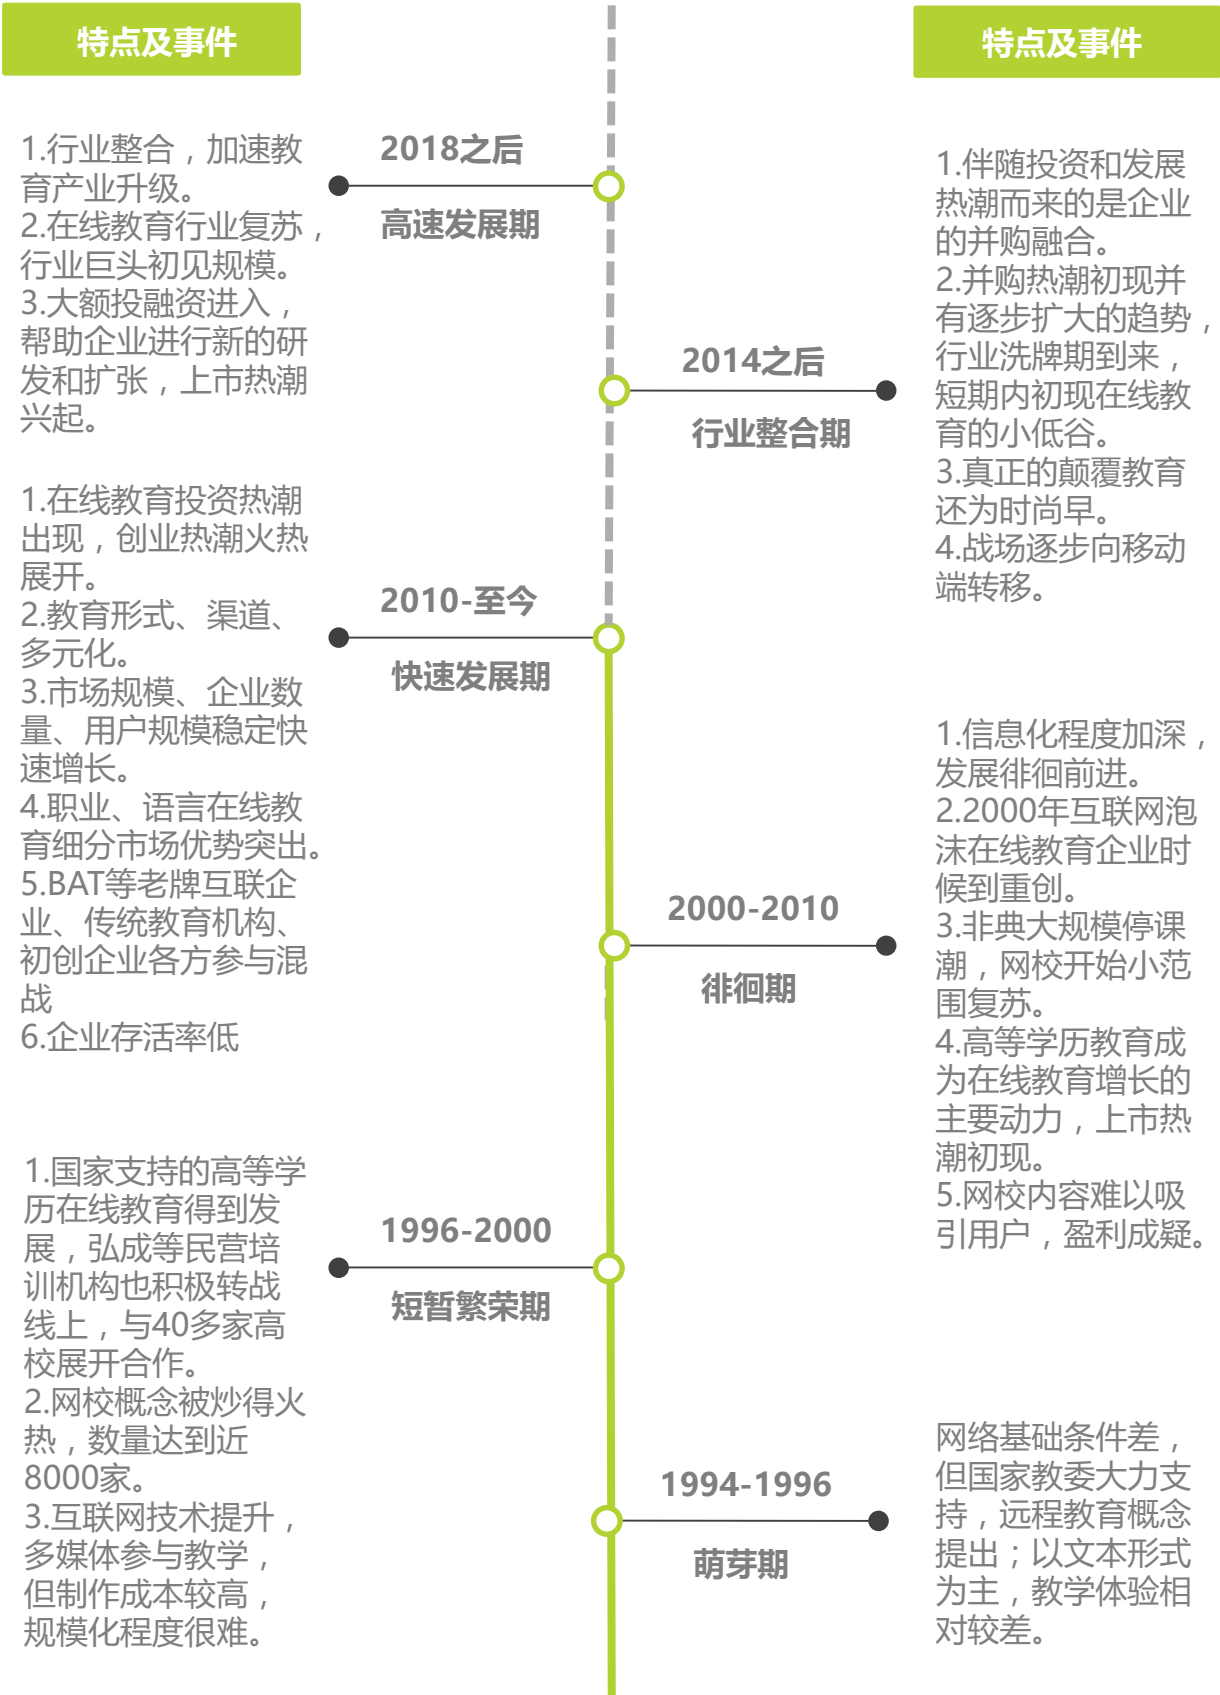 特点及事件
特点及事件
1.行业整合，加速教
育产业升级。
2.在线教育行业复苏，
行业巨头初见规模。
3.大额投融资进入，
帮助企业进行新的研
发和扩张，上市热潮
兴起。
2018之后
高速发展期
1.伴随投资和发展
热潮而来的是企业
的并购融合。
2.并购热潮初现并
有逐步扩大的趋势，
行业洗牌期到来，
短期内初现在线教
育的小低谷。
3.真正的颠覆教育
还为时尚早。
4.战场逐步向移动
端转移。
2014之后
行业整合期
1.在线教育投资热潮
出现，创业热潮火热
展开。
2.教育形式、渠道、
多元化。
3.市场规模、企业数
量、用户规模稳定快
速增长。
4.职业、语言在线教
育细分市场优势突出。
5.BAT等老牌互联企
业、传统教育机构、
初创企业各方参与混
战
6.企业存活率低
2010-至今
快速发展期
1.信息化程度加深，
发展徘徊前进。
2.2000年互联网泡
沫在线教育企业时
候到重创。
3.非典大规模停课
潮，网校开始小范
围复苏。
4.高等学历教育成
为在线教育增长的
主要动力，上市热
潮初现。
5.网校内容难以吸
引用户，盈利成疑。
2000-2010
徘徊期
1.国家支持的高等学
历在线教育得到发
展，弘成等民营培
训机构也积极转战
线上，与40多家高
校展开合作。
2.网校概念被炒得火
热，数量达到近
8000家。
3.互联网技术提升，
多媒体参与教学，
但制作成本较高，
规模化程度很难。
1996-2000
短暂繁荣期
1994-1996
萌芽期
网络基础条件差，
但国家教委大力支
持，远程教育概念
提出；以文本形式
为主，教学体验相
对较差。